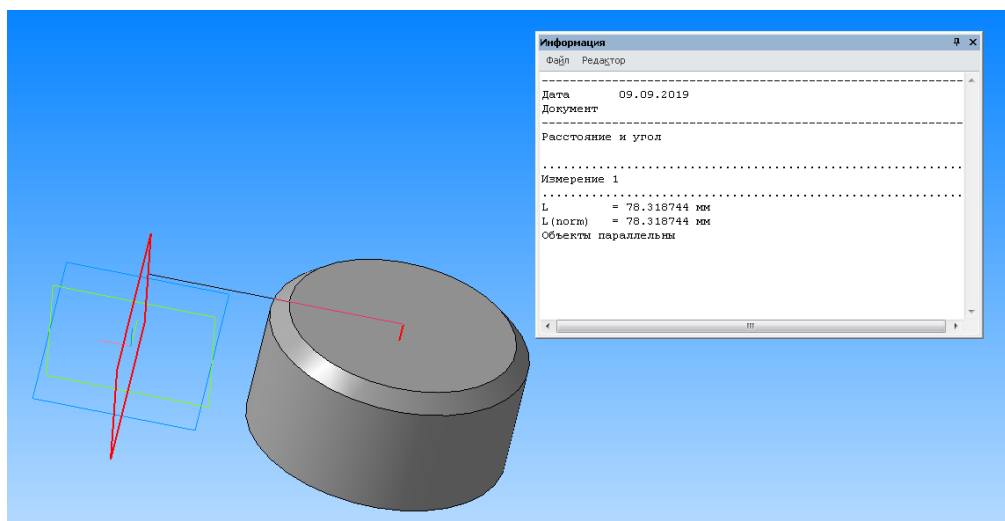 Информация
Файл Редактор
--------------------------------------------------------------
Дата 09.09.2019
Документ
--------------------------------------------------------------
Расстояние и угол
..............................................................
Измерение 1
..............................................................
L = 78.318744 мм
L(norm) = 78.318744 мм
Объекты параллельны